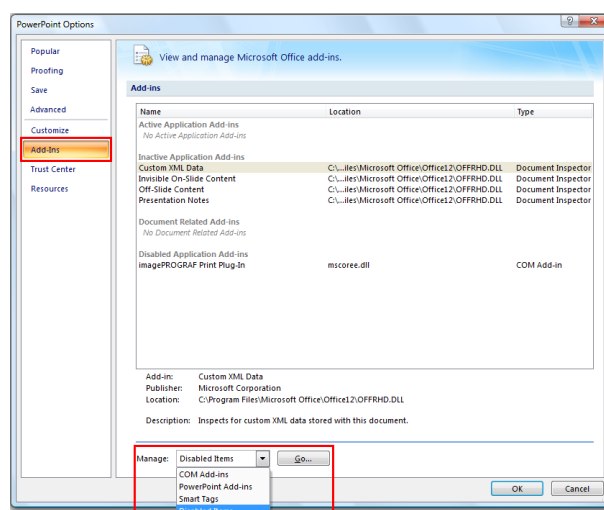 PowerPoint Options
Popular
Proofing
Save
Advanced
Customize
Add-Ins
Trust Center
Resources
View and manage Microsoft Office add-ins.
Add-ins
Name Location Type
Active Application Add-ins
No Active Application Add-ins
Inactive Application Add-ins
Custom XML Data C:\...iles\Microsoft Office\Office12\OFFRHD.DLL Document Inspector
Invisible On-Slide Content C:\...iles\Microsoft Office\Office12\OFFRHD.DLL Document Inspector
Off-Slide Content C:\...iles\Microsoft Office\Office12\OFFRHD.DLL Document Inspector
Presentation Notes C:\...iles\Microsoft Office\Office12\OFFRHD.DLL Document Inspector
Document Related Add-ins
No Document Related Add-ins
Disabled Application Add-ins
imagePROGRAF Print Plug-In mscoree.dll COM Add-in
Add-in: Custom XML Data
Publisher: Microsoft Corporation
Location: C:\Program Files\Microsoft Office\Office12\OFFRHD.DLL
Description: Inspects for custom XML data stored with this document.
Manage: Disabled Items Go...
COM Add-ins
PowerPoint Add-ins
Smart Tags
Disabled Items
OK Cancel